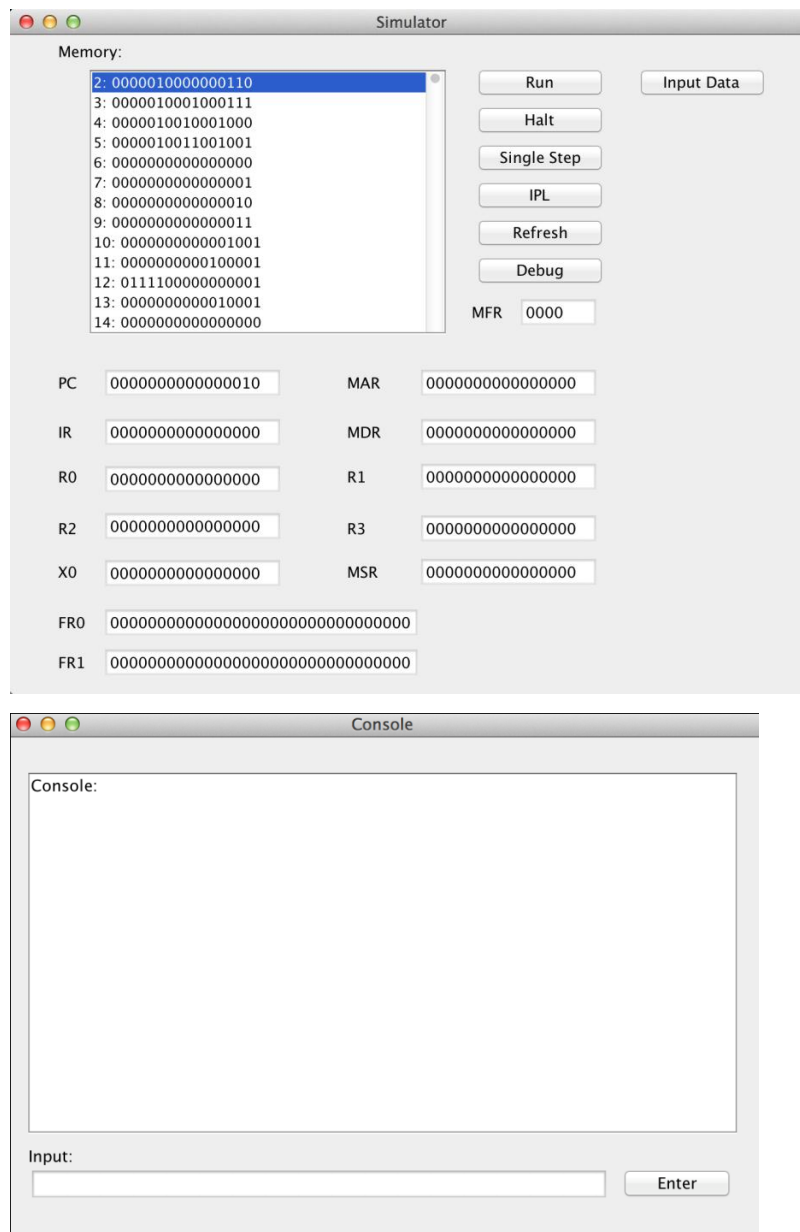 Simulator
Memory:
2: 0000010000000110
3: 0000010001000111
4: 0000010010001000
5: 0000010011001001
6: 0000000000000000
7: 0000000000000001
8: 0000000000000010
9: 0000000000000011
10: 0000000000001001
11: 0000000000100001
12: 0111100000000001
13: 0000000000010001
14: 0000000000000000
Run
Input Data
Halt
Single Step
IPL
Refresh
Debug
MFR 0000
PC 0000000000000010 MAR 0000000000000000
IR 0000000000000000 MDR 0000000000000000
R0 0000000000000000 R1 0000000000000000
R2 0000000000000000 R3 0000000000000000
X0 0000000000000000 MSR 0000000000000000
FR0 00000000000000000000000000000000
FR1 00000000000000000000000000000000
Console
Console:
Input:
Enter